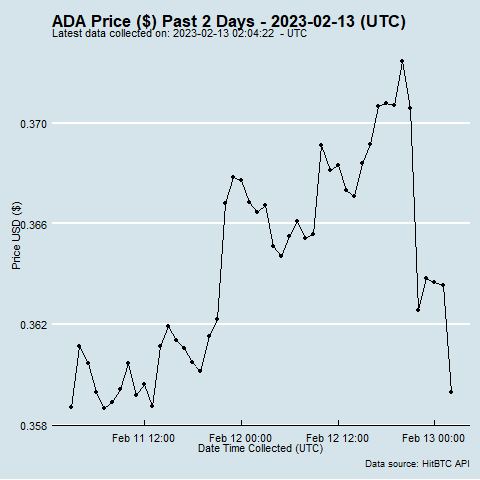 ADA Price ($) Past 2 Days - 2023-02-13 (UTC)
Latest data collected on: 2023-02-13 02:04:22 - UTC
0.370
0.366
0.362
0.358
Price USD ($)
Feb 11 12:00
Feb 12 00:00
Feb 12 12:00
Feb 13 00:00
Date Time Collected (UTC)
Data source: HitBTC API